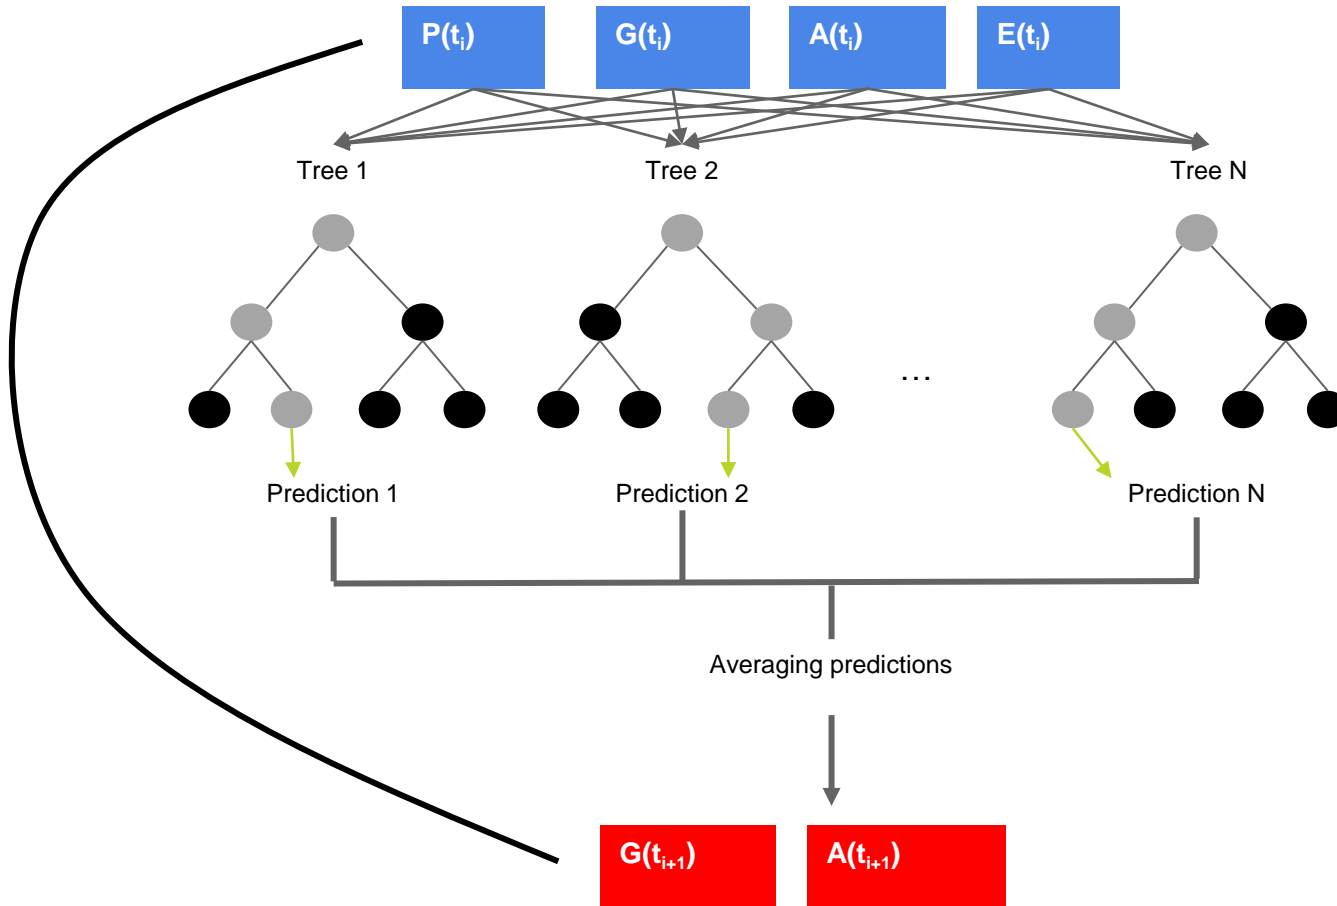 P(tᵢ) G(tᵢ) A(tᵢ) E(tᵢ)
Tree 1 Tree 2 Tree N
...
Prediction 1 Prediction 2 Prediction N
Averaging predictions
G(tᵢ₊₁) A(tᵢ₊₁)